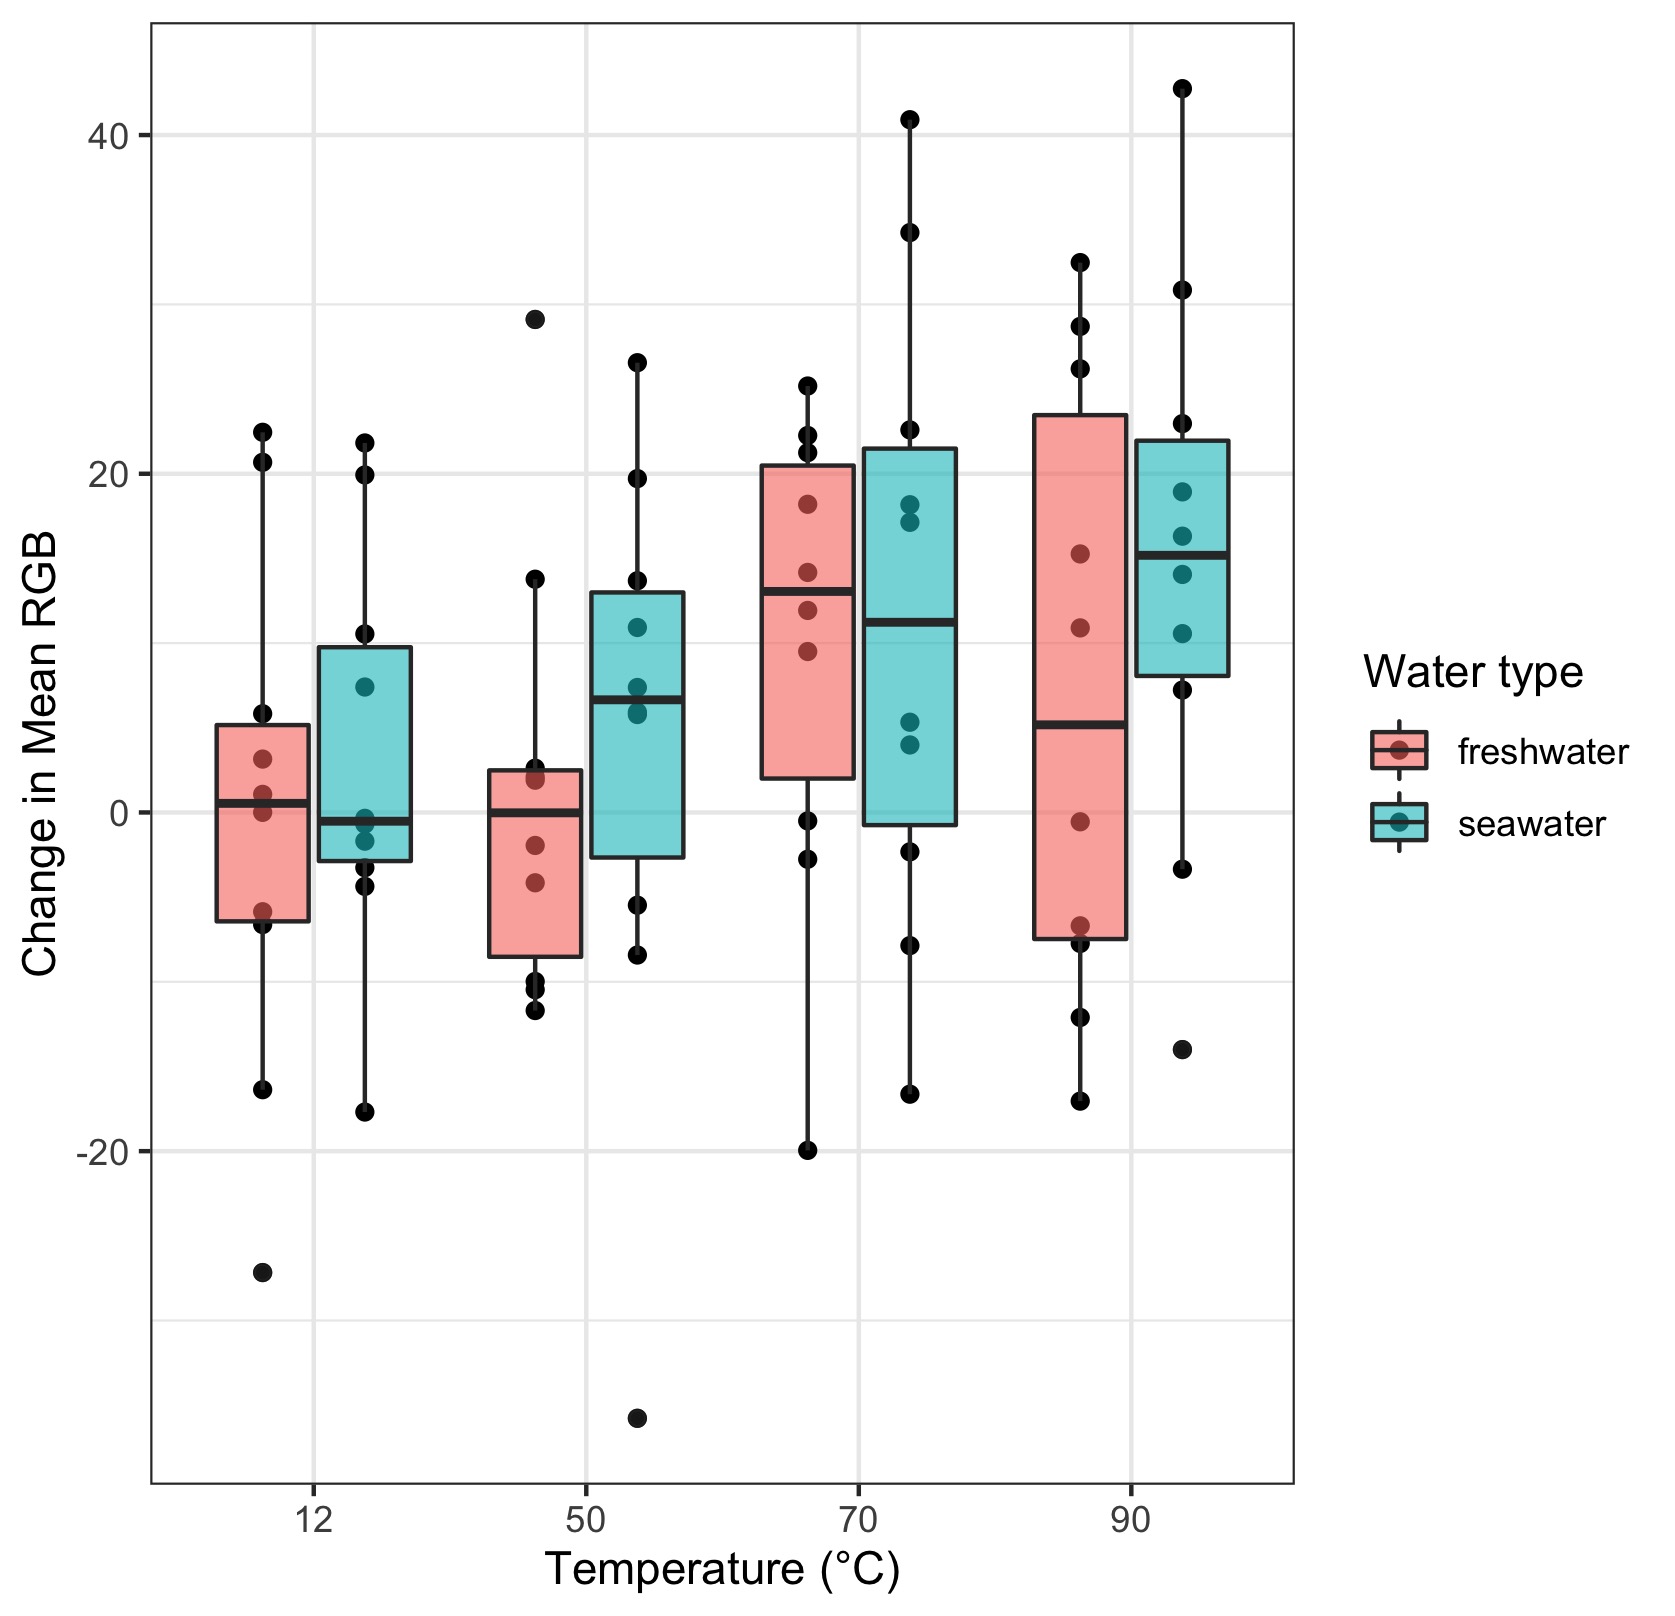 Change in Mean RGB
40
20
0
-20
12 50 70 90
Temperature (°C)
Water type
freshwater
seawater